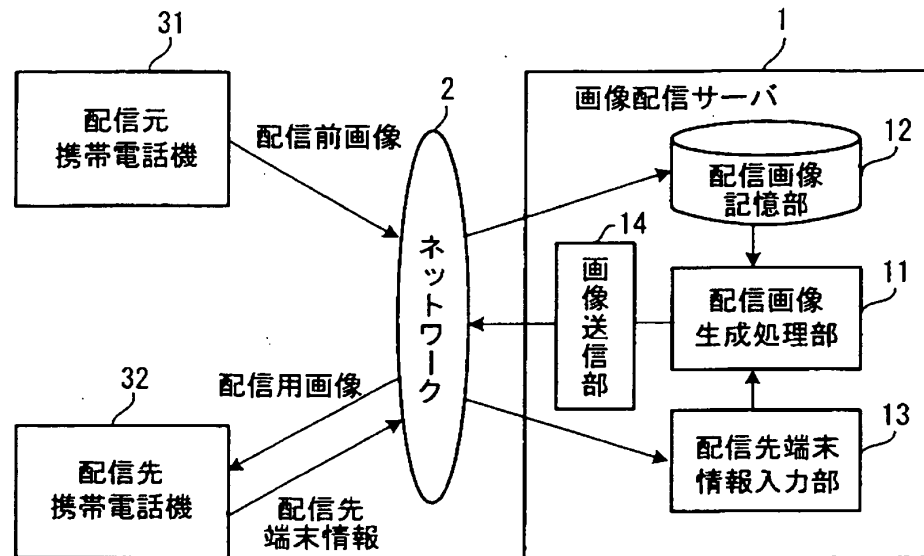 31
配信元
携帯電話機
配信前画像
2
ネットワーク
1
画像配信サーバ
12
配信画像
記憶部
14
画像送信部
11
配信画像
生成処理部
32
配信用画像
配信先
携帯電話機
配信先
端末情報
13
配信先端末
情報入力部